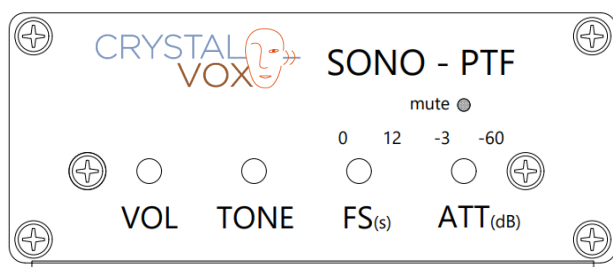 CRYSTAL
VOX
SONO - PTF
mute
0 12 -3 -60
VOL TONE FS(s) ATT(dB)